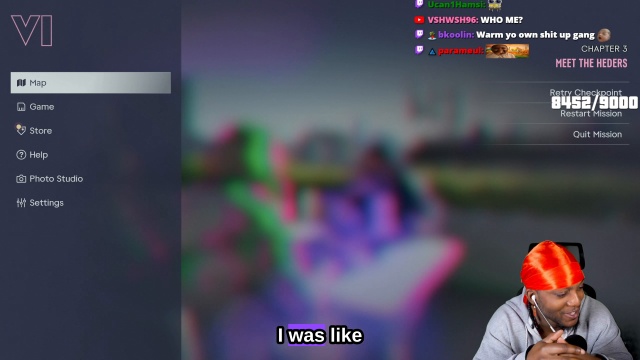 VI
Map
Game
Store
Help
Photo Studio
Settings
Ucan1Hamsi:
VSHWSH96: WHO ME?
bkoolin: Warm yo own shit up gang
paramaul:
CHAPTER 3
MEET THE HEDERS
Retry Checkpoint
8452/9000
Restart Mission
Quit Mission
I was like